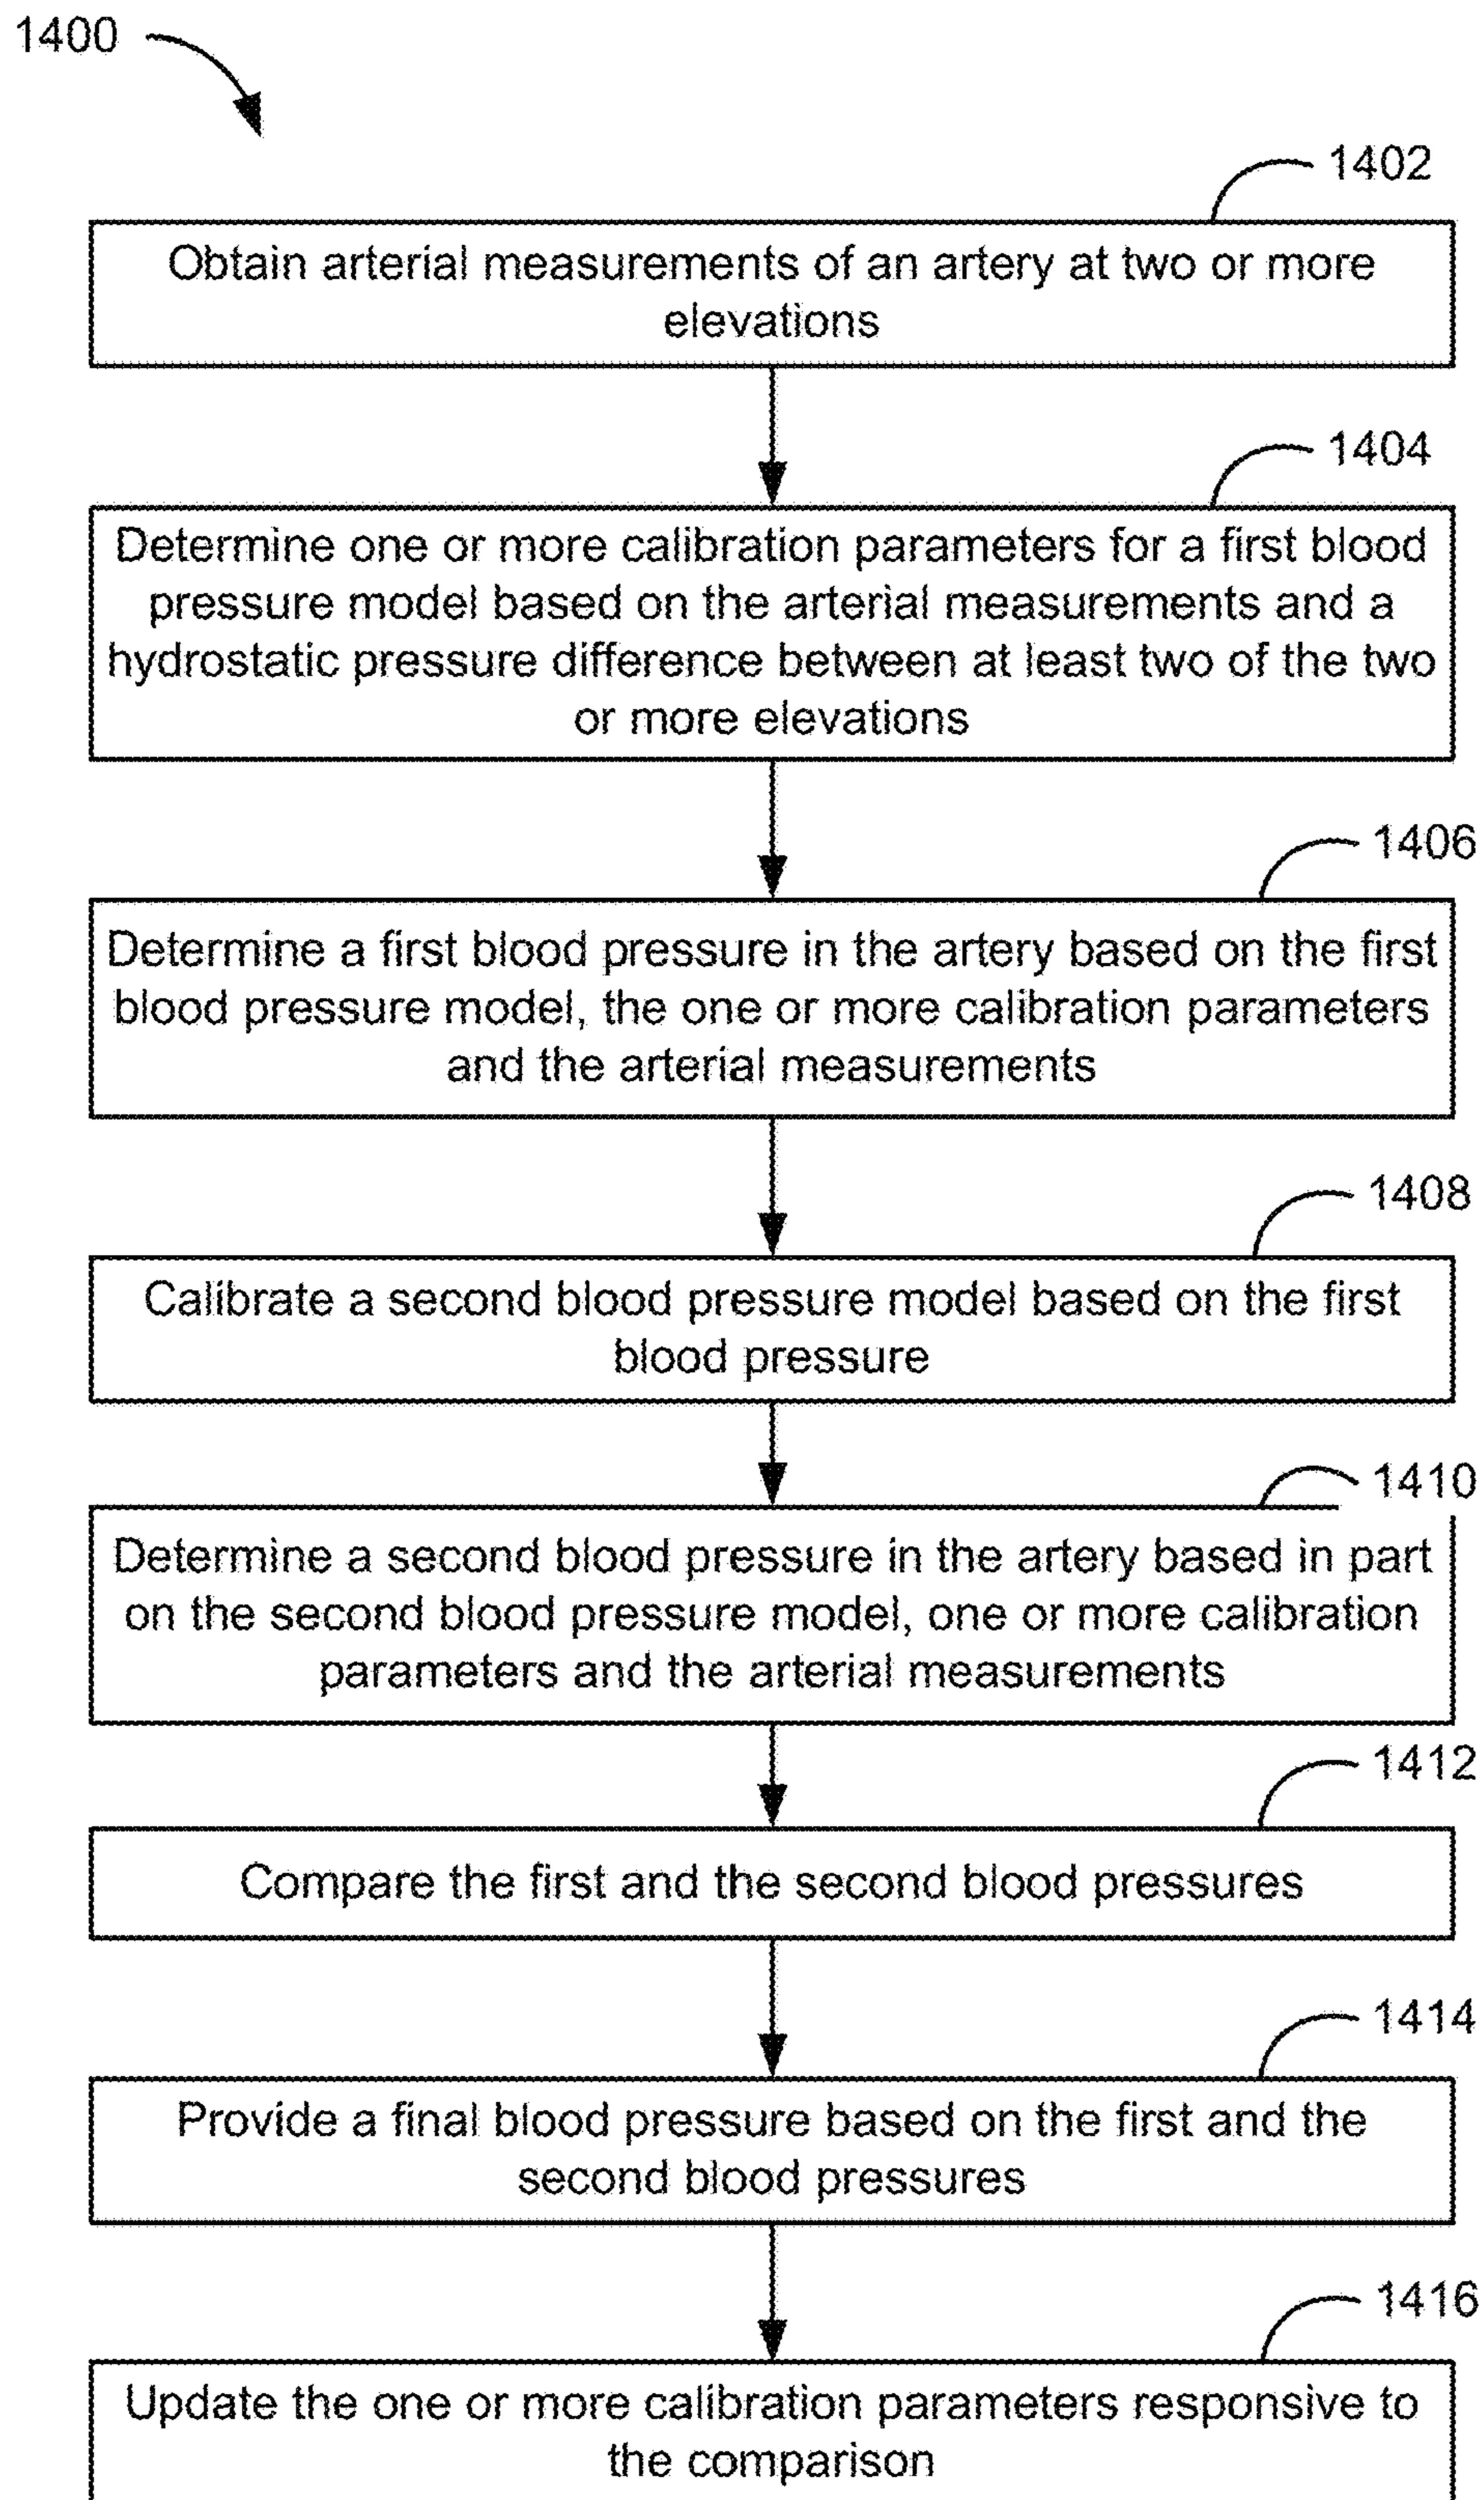 1400
1402
Obtain arterial measurements of an artery at two or more
elevations
1404
Determine one or more calibration parameters for a first blood
pressure model based on the arterial measurements and a
hydrostatic pressure difference between at least two of the two
or more elevations
1406
Determine a first blood pressure in the artery based on the first
blood pressure model, the one or more calibration parameters
and the arterial measurements
1408
Calibrate a second blood pressure model based on the first
blood pressure
1410
Determine a second blood pressure in the artery based in part
on the second blood pressure model, one or more calibration
parameters and the arterial measurements
1412
Compare the first and the second blood pressures
1414
Provide a final blood pressure based on the first and the
second blood pressures
1416
Update the one or more calibration parameters responsive to
the comparison